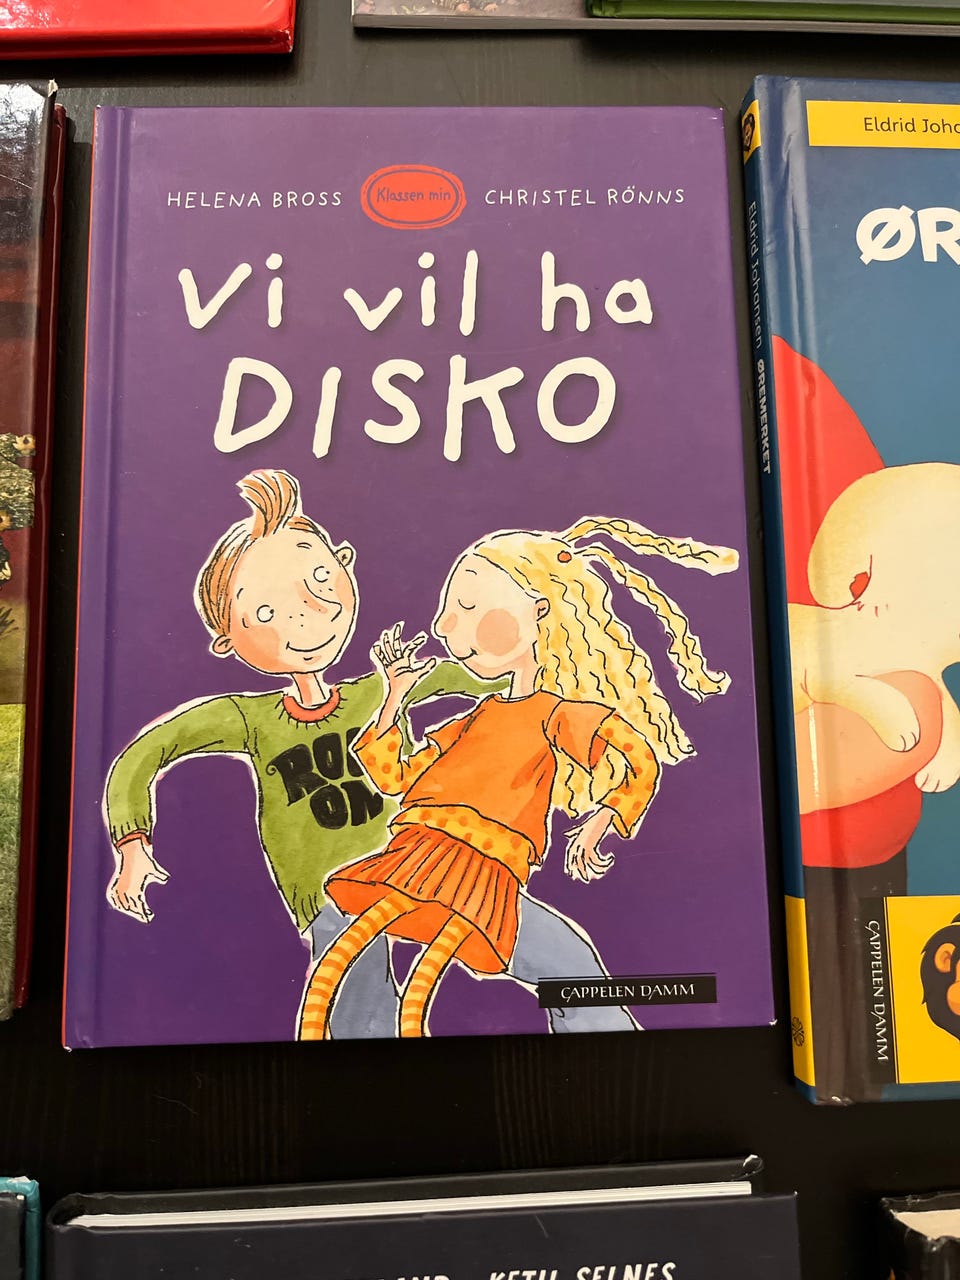 HELENA BROSS
Klassen min
CHRISTEL RÖNNS
Vi vil ha
DISKO
ON
CAPPELEN DAMM
Eldrid Johansen ØREMERKET
CAPPELEN DAMM
Eldrid
KETIL SELNES